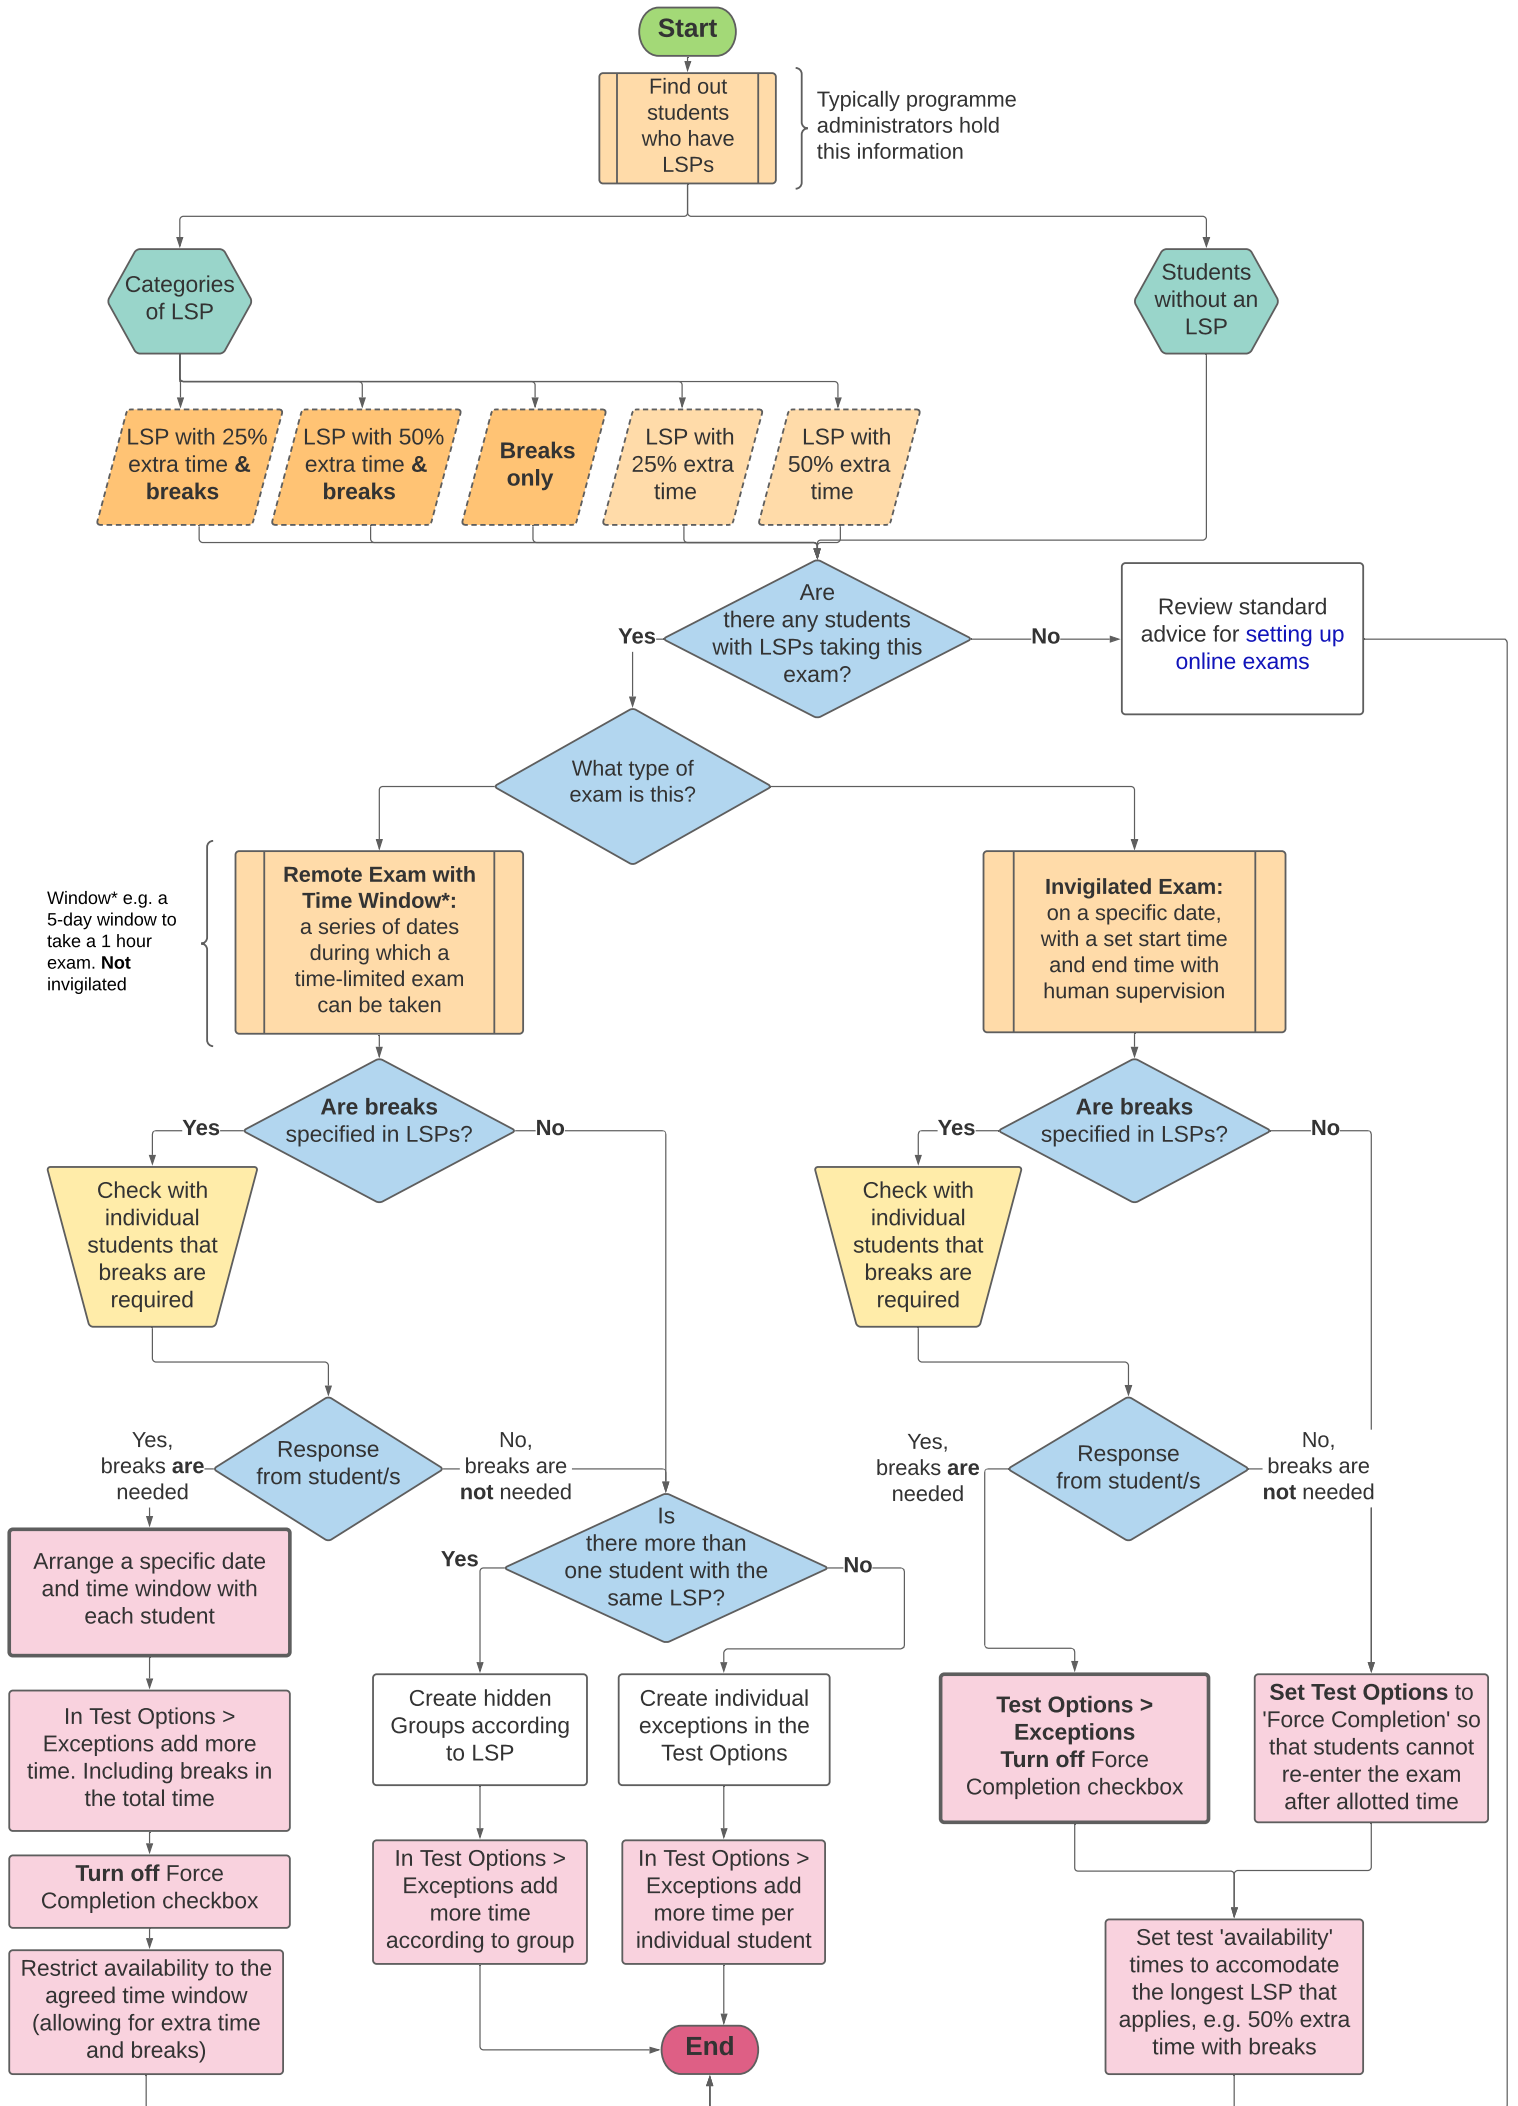 Start
Find out
students
who have
LSPs
Typically programme
administrators hold
this information
Categories
of LSP
Students
without an
LSP
LSP with 25%
extra time &
breaks
LSP with 50%
extra time &
breaks
Breaks
only
LSP with
25% extra
time
LSP with
50% extra
time
Are
there any students
with LSPs taking this
exam?
Yes
No
Review standard
advice for setting up
online exams
What type of
exam is this?
Window* e.g. a
5-day window to
take a 1 hour
exam. Not
invigilated
Remote Exam with
Time Window*:
a series of dates
during which a
time-limited exam
can be taken
Invigilated Exam:
on a specific date,
with a set start time
and end time with
human supervision
Are breaks
specified in LSPs?
Yes
No
Are breaks
specified in LSPs?
Yes
No
Check with
individual
students that
breaks are
required
Check with
individual
students that
breaks are
required
Response
from student/s
Yes,
breaks are
needed
No,
breaks are
not needed
Response
from student/s
Yes,
breaks are
needed
No,
breaks are
not needed
Is
there more than
one student with the
same LSP?
Yes
No
Arrange a specific date
and time window with
each student
In Test Options >
Exceptions add more
time. Including breaks in
the total time
Turn off Force
Completion checkbox
Restrict availability to the
agreed time window
(allowing for extra time
and breaks)
Create hidden
Groups according
to LSP
Create individual
exceptions in the
Test Options
In Test Options >
Exceptions add
more time
according to group
In Test Options >
Exceptions add
more time per
individual student
Test Options >
Exceptions
Turn off Force
Completion checkbox
Set Test Options to
'Force Completion' so
that students cannot
re-enter the exam
after allotted time
Set test 'availability'
times to accomodate
the longest LSP that
applies, e.g. 50% extra
time with breaks
End